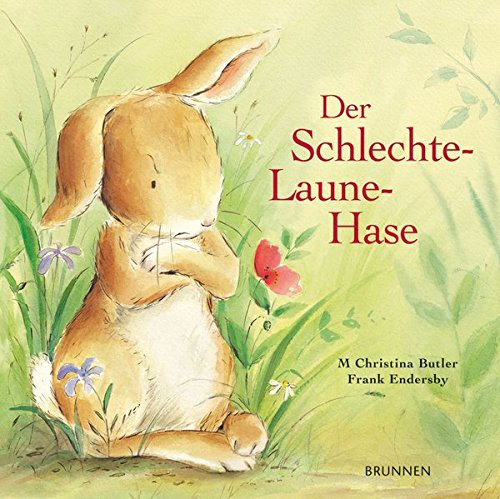 Der
Schlechte-
Laune-
Hase
M Christina Butler
Frank Endersby
BRUNNEN